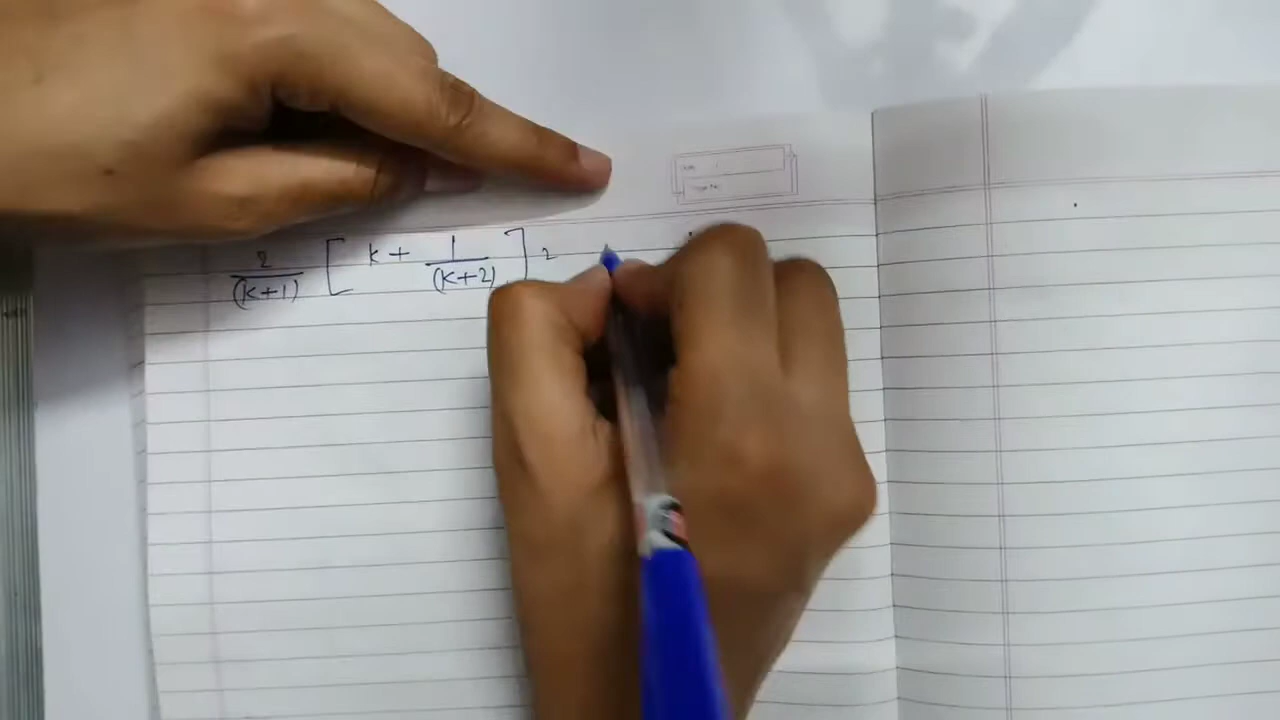 2/(k+1) [k + 1/(k+2)] 2